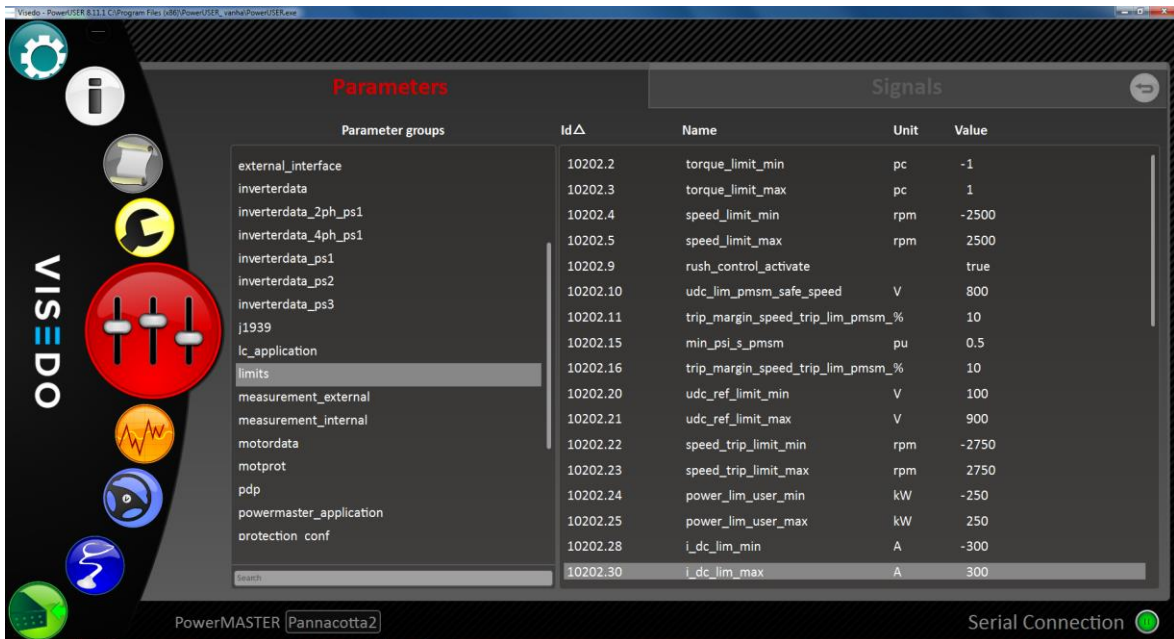 Visedo - PowerUSER 8.11.1 C:\Program Files (x86)\PowerUSER_vanha\PowerUSER.exe
Parameters
Signals
Parameter groups
Id Name Unit Value
external_interface
inverterdata
inverterdata_2ph_ps1
inverterdata_4ph_ps1
inverterdata_ps1
inverterdata_ps2
inverterdata_ps3
j1939
lc_application
limits
measurement_external
measurement_internal
motordata
motprot
pdp
powermaster_application
protection_conf
Search
10202.2 torque_limit_min pc -1
10202.3 torque_limit_max pc 1
10202.4 speed_limit_min rpm -2500
10202.5 speed_limit_max rpm 2500
10202.9 rush_control_activate true
10202.10 udc_lim_pmsm_safe_speed V 800
10202.11 trip_margin_speed_trip_lim_pmsm_% 10
10202.15 min_psi_s_pmsm pu 0.5
10202.16 trip_margin_speed_trip_lim_pmsm_% 10
10202.20 udc_ref_limit_min V 100
10202.21 udc_ref_limit_max V 900
10202.22 speed_trip_limit_min rpm -2750
10202.23 speed_trip_limit_max rpm 2750
10202.24 power_lim_user_min kW -250
10202.25 power_lim_user_max kW 250
10202.28 i_dc_lim_min A -300
10202.30 i_dc_lim_max A 300
VISEDO
PowerMASTER Pannacotta2
Serial Connection